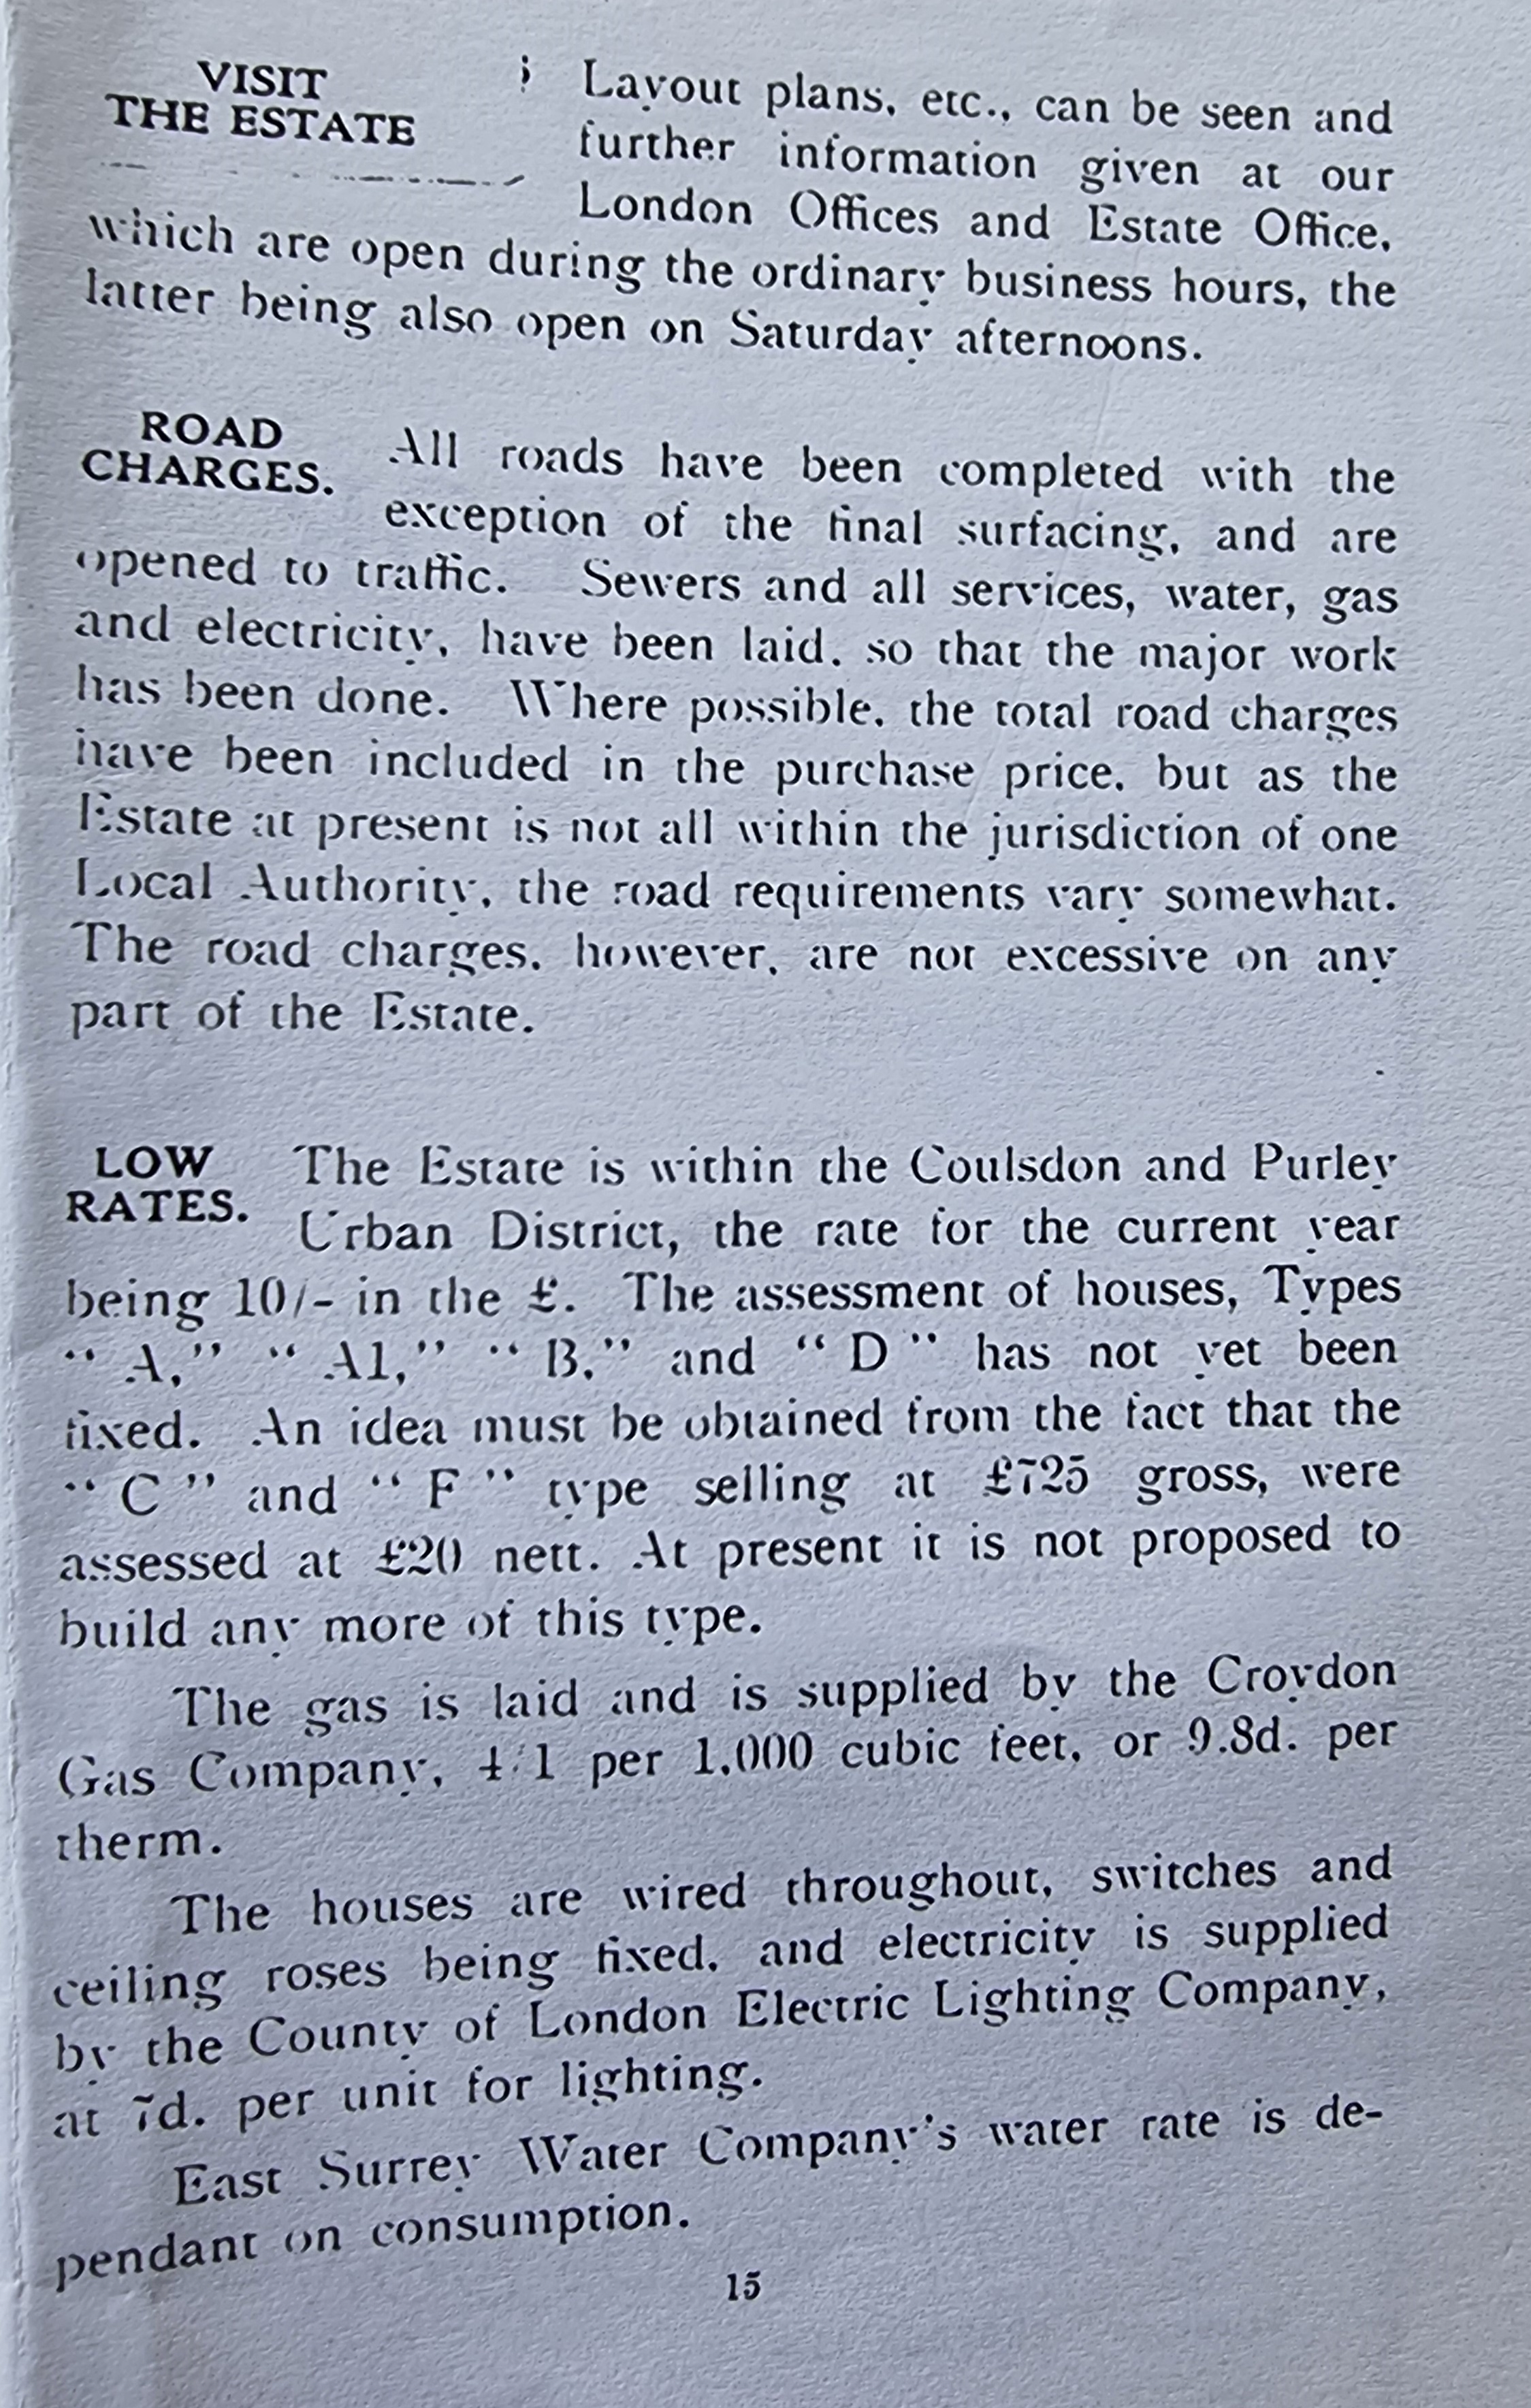 VISIT
THE ESTATE
Layout plans, etc., can be seen and
further information given at our
London Offices and Estate Office,
which are open during the ordinary business hours, the
latter being also open on Saturday afternoons.
ROAD
CHARGES.
All roads have been completed with the
exception of the final surfacing, and are
opened to traffic. Sewers and all services, water, gas
and electricity, have been laid, so that the major work
has been done. Where possible, the total road charges
have been included in the purchase price, but as the
Estate at present is not all within the jurisdiction of one
Local Authority, the road requirements vary somewhat.
The road charges, however, are not excessive on any
part of the Estate.
LOW
RATES.
The Estate is within the Coulsdon and Purley
Urban District, the rate for the current year
being 10/- in the £. The assessment of houses, Types
“ A,” “ A1,” “ B,” and “ D ” has not yet been
fixed. An idea must be obtained from the fact that the
“ C ” and “ F ” type selling at £725 gross, were
assessed at £20 nett. At present it is not proposed to
build any more of this type.
The gas is laid and is supplied by the Croydon
Gas Company, 4/1 per 1,000 cubic feet, or 9.8d. per
therm.
The houses are wired throughout, switches and
ceiling roses being fixed, and electricity is supplied
by the County of London Electric Lighting Company,
at 7d. per unit for lighting.
East Surrey Water Company's water rate is de-
pendant on consumption.
15